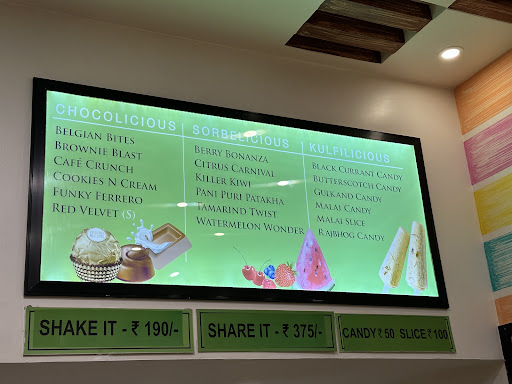 CHOCOLICIOUS
BELGIAN BITES
BROWNIE BLAST
CAFÉ CRUNCH
COOKIES N CREAM
FUNKY FERRERO
RED VELVET (S)
SORBELICIOUS
BERRY BONANZA
CITRUS CARNIVAL
KILLER KIWI
PANI PURI PATAKHA
TAMARIND TWIST
WATERMELON WONDER
KULFILICIOUS
BLACK CURRANT CANDY
BUTTERSCOTCH CANDY
GULKAND CANDY
MALAI CANDY
MALAI SLICE
RAJBHOG CANDY
SHAKE IT - ₹ 190/-
SHARE IT - ₹ 375/-
CANDY ₹ 50 SLICE ₹ 100